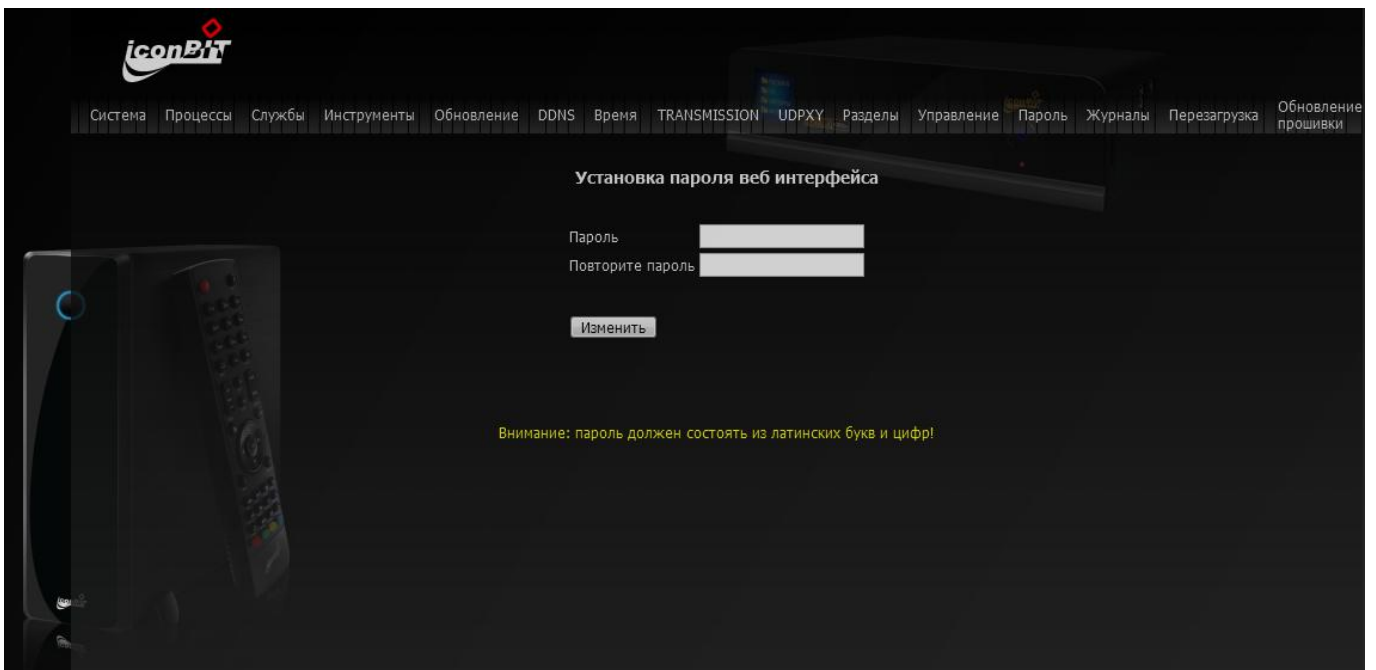 iconBIT
Система Процессы Службы Инструменты Обновление DDNS Время TRANSMISSION UDPXY Разделы Управление Пароль Журналы Перезагрузка Обновление прошивки
Установка пароля веб интерфейса
Пароль
Повторите пароль
Изменить
Внимание: пароль должен состоять из латинских букв и цифр!